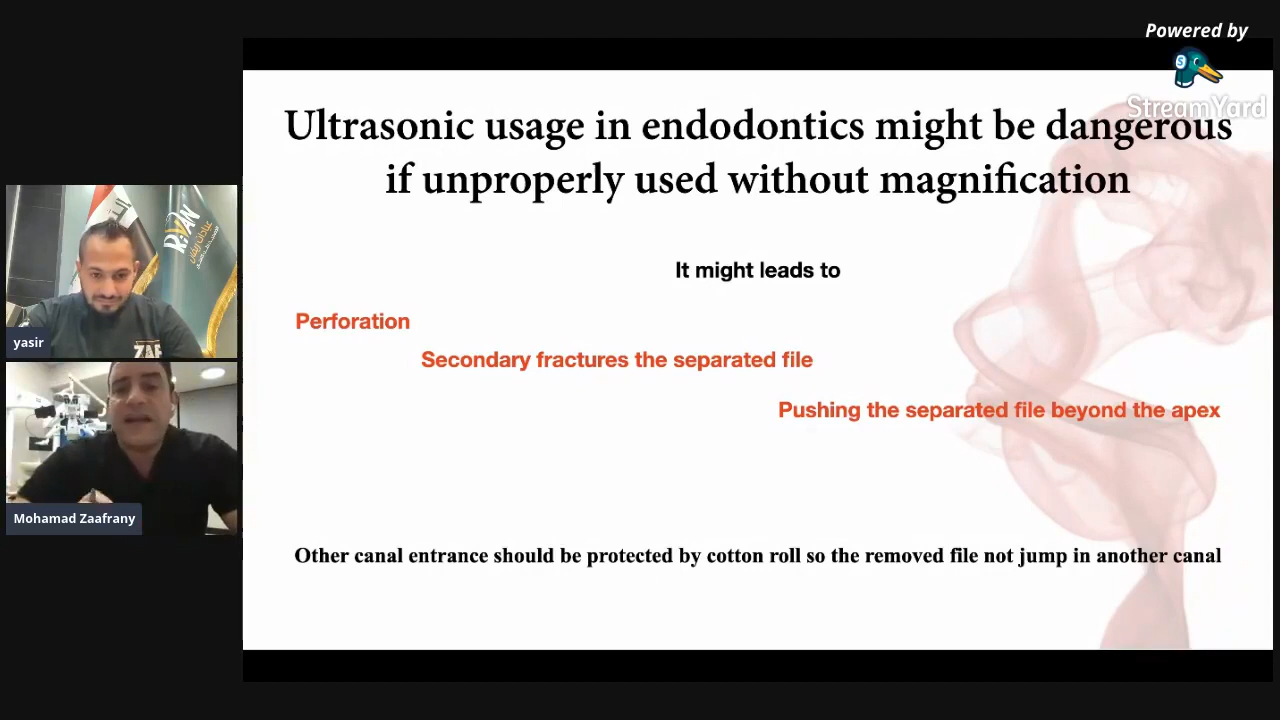 Powered by
StreamYard
Ultrasonic usage in endodontics might be dangerous
if unproperly used without magnification
It might leads to
Perforation
Secondary fractures the separated file
Pushing the separated file beyond the apex
Other canal entrance should be protected by cotton roll so the removed file not jump in another canal
RiVAN
ZAF
yasir
Mohamad Zaafrany